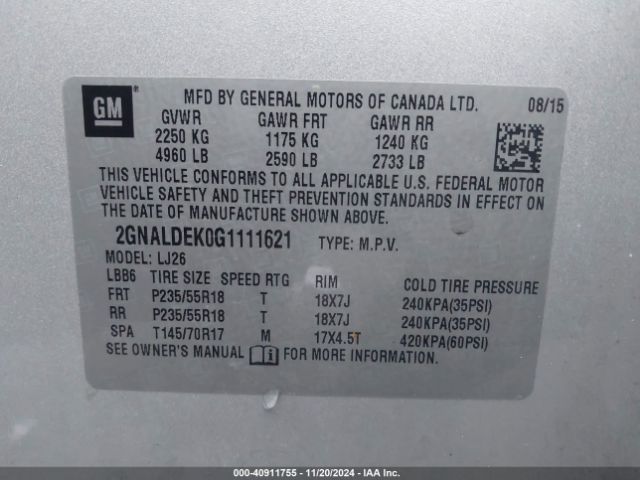 GM
MFD BY GENERAL MOTORS OF CANADA LTD. 08/15
GVWR GAWR FRT GAWR RR
2250 KG 1175 KG 1240 KG
4960 LB 2590 LB 2733 LB
THIS VEHICLE CONFORMS TO ALL APPLICABLE U.S. FEDERAL MOTOR
VEHICLE SAFETY AND THEFT PREVENTION STANDARDS IN EFFECT ON
THE DATE OF MANUFACTURE SHOWN ABOVE.
2GNALDEK0G1111621 TYPE: M.P.V.
MODEL: LJ26
LBB6 TIRE SIZE SPEED RTG RIM COLD TIRE PRESSURE
FRT P235/55R18 T 18X7J 240KPA(35PSI)
RR P235/55R18 T 18X7J 240KPA(35PSI)
SPA T145/70R17 M 17X4.5T 420KPA(60PSI)
SEE OWNER'S MANUAL FOR MORE INFORMATION.
000-40911755 - 11/20/2024 - IAA Inc.